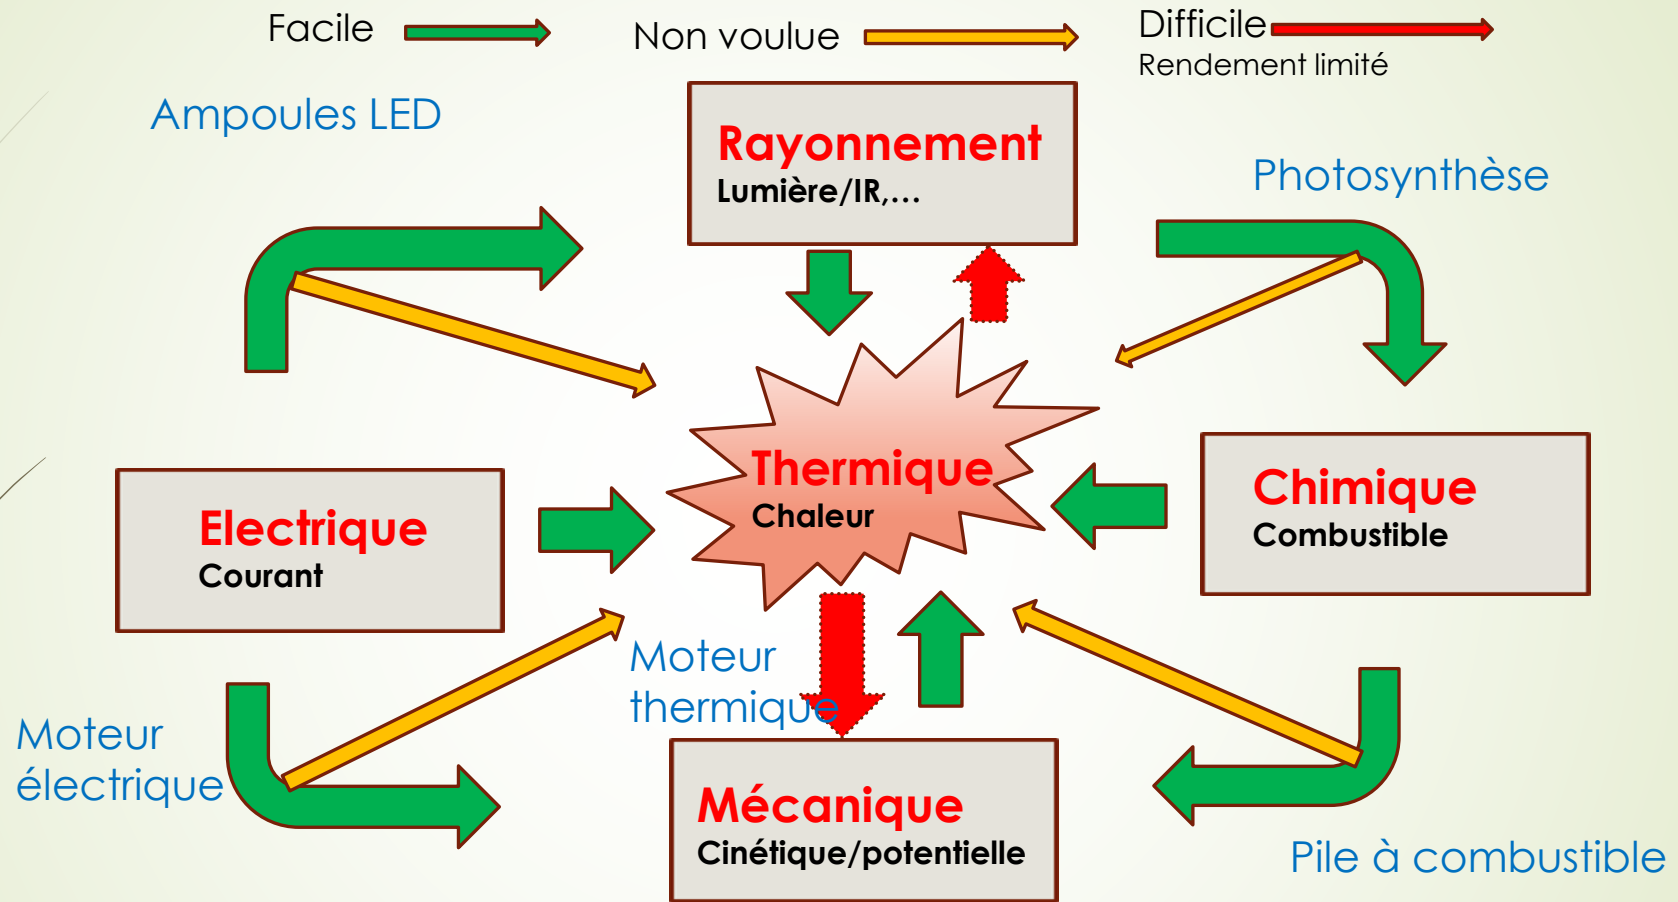 Facile
Non voulue
Difficile
Rendement limité
Ampoules LED
Rayonnement
Lumière/IR,...
Photosynthèse
Thermique
Chaleur
Electrique
Courant
Chimique
Combustible
Moteur
thermique
Moteur
électrique
Mécanique
Cinétique/potentielle
Pile à combustible